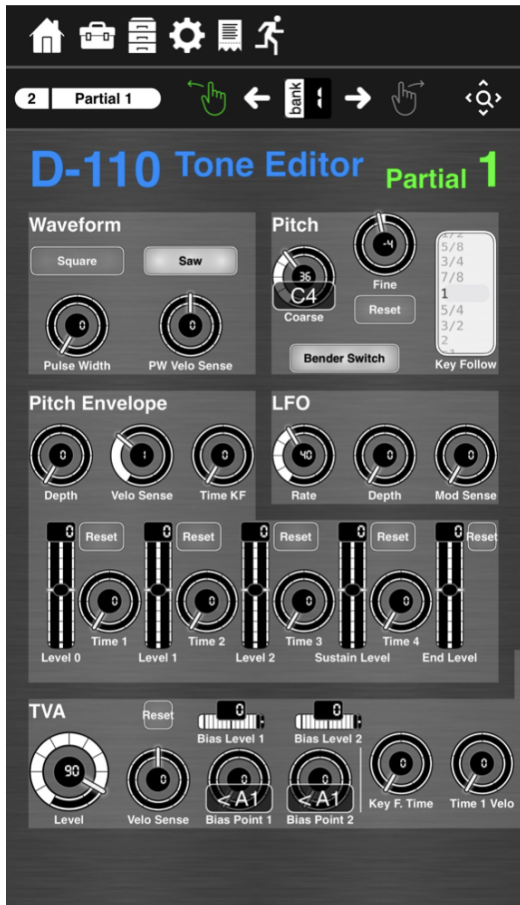 2 Partial 1
bank 1
D-110 Tone Editor Partial 1
Waveform
Square
Saw
0
Pulse Width
0
PW Velo Sense
Pitch
36
C4
Coarse
-4
Fine
Reset
Bender Switch
1/2
5/8
3/4
7/8
1
5/4
3/2
2
Key Follow
Pitch Envelope
0
Depth
1
Velo Sense
0
Time KF
LFO
40
Rate
0
Depth
0
Mod Sense
0 Reset 0 Reset 0 Reset 0 Reset 0 Reset
0 0 0 0
Time 1 Time 2 Time 3 Time 4
Level 0 Level 1 Level 2 Sustain Level End Level
TVA
Reset
90
Level
0
Velo Sense
0
Bias Level 1
0
Bias Level 2
0
< A1
Bias Point 1
0
< A1
Bias Point 2
0
Key F. Time
0
Time 1 Velo